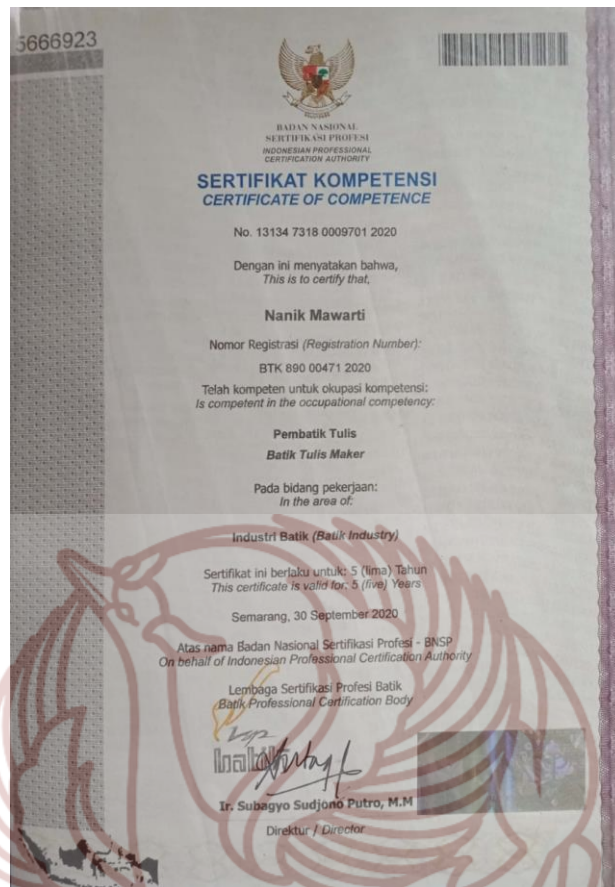 5666923
BADAN NASIONAL
SERTIFIKASI PROFESI
INDONESIAN PROFESSIONAL
CERTIFICATION AUTHORITY
SERTIFIKAT KOMPETENSI
CERTIFICATE OF COMPETENCE
No. 13134 7318 0009701 2020
Dengan ini menyatakan bahwa,
This is to certify that,
Nanik Mawarti
Nomor Registrasi (Registration Number):
BTK 890 00471 2020
Telah kompeten untuk okupasi kompetensi:
Is competent in the occupational competency:
Pembatik Tulis
Batik Tulis Maker
Pada bidang pekerjaan:
In the area of:
Industri Batik (Batik Industry)
Sertifikat ini berlaku untuk: 5 (lima) Tahun
This certificate is valid for: 5 (five) Years
Semarang, 30 September 2020
Atas nama Badan Nasional Sertifikasi Profesi - BNSP
On behalf of Indonesian Professional Certification Authority
Lembaga Sertifikasi Profesi Batik
Batik Professional Certification Body
lsp
batik
Ir. Subagyo Sudjono Putro, M.M
Direktur / Director